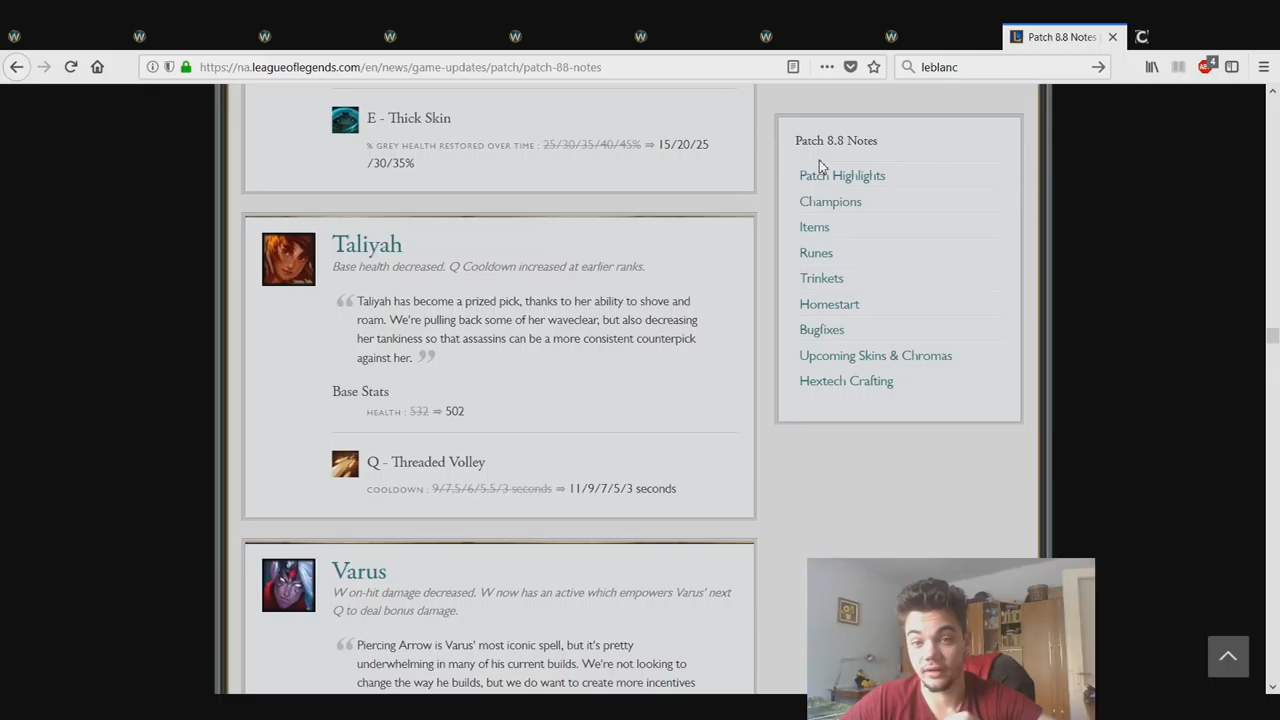 Patch 8.8 Notes
https://na.leagueoflegends.com/en/news/game-updates/patch/patch-88-notes
leblanc
4
E - Thick Skin
% GREY HEALTH RESTORED OVER TIME : 25/30/35/40/45% ⇒ 15/20/25
/30/35%
Taliyah
Base health decreased. Q Cooldown increased at earlier ranks.
Taliyah has become a prized pick, thanks to her ability to shove and
roam. We're pulling back some of her waveclear, but also decreasing
her tankiness so that assassins can be a more consistent counterpick
against her.
Base Stats
HEALTH : 532 ⇒ 502
Q - Threaded Volley
COOLDOWN : 9/7.5/6/5.5/3 seconds ⇒ 11/9/7/5/3 seconds
Varus
W on-hit damage decreased. W now has an active which empowers Varus' next
Q to deal bonus damage.
Piercing Arrow is Varus' most iconic spell, but it's pretty
underwhelming in many of his current builds. We're not looking to
change the way he builds, but we do want to create more incentives
Patch 8.8 Notes
Patch Highlights
Champions
Items
Runes
Trinkets
Homestart
Bugfixes
Upcoming Skins & Chromas
Hextech Crafting